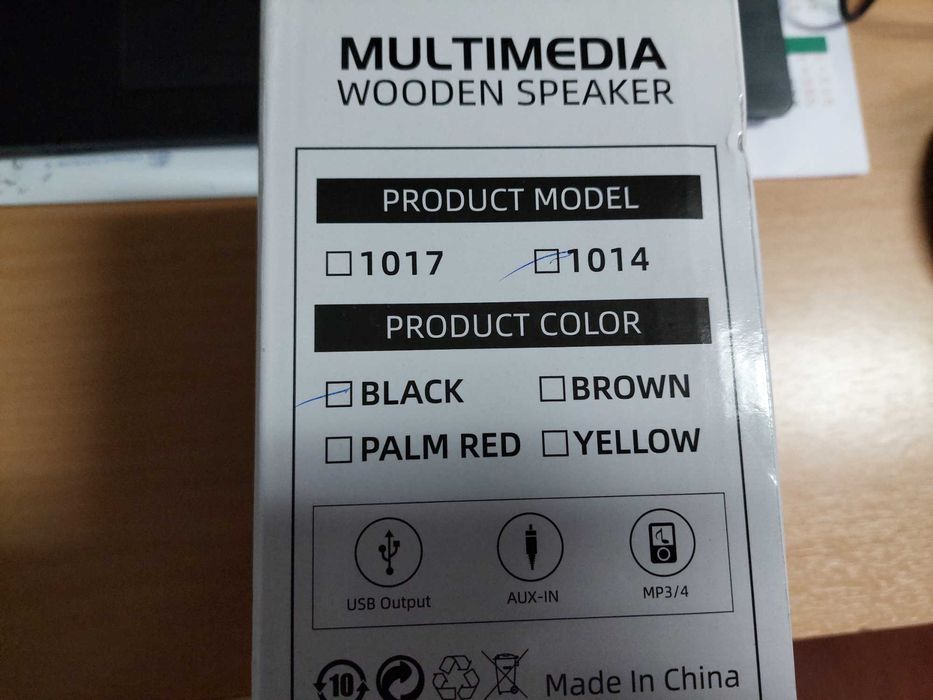 MULTIMEDIA
WOODEN SPEAKER
PRODUCT MODEL
1017 1014
PRODUCT COLOR
BLACK BROWN
PALM RED YELLOW
USB Output AUX-IN MP3/4
10 Made In China